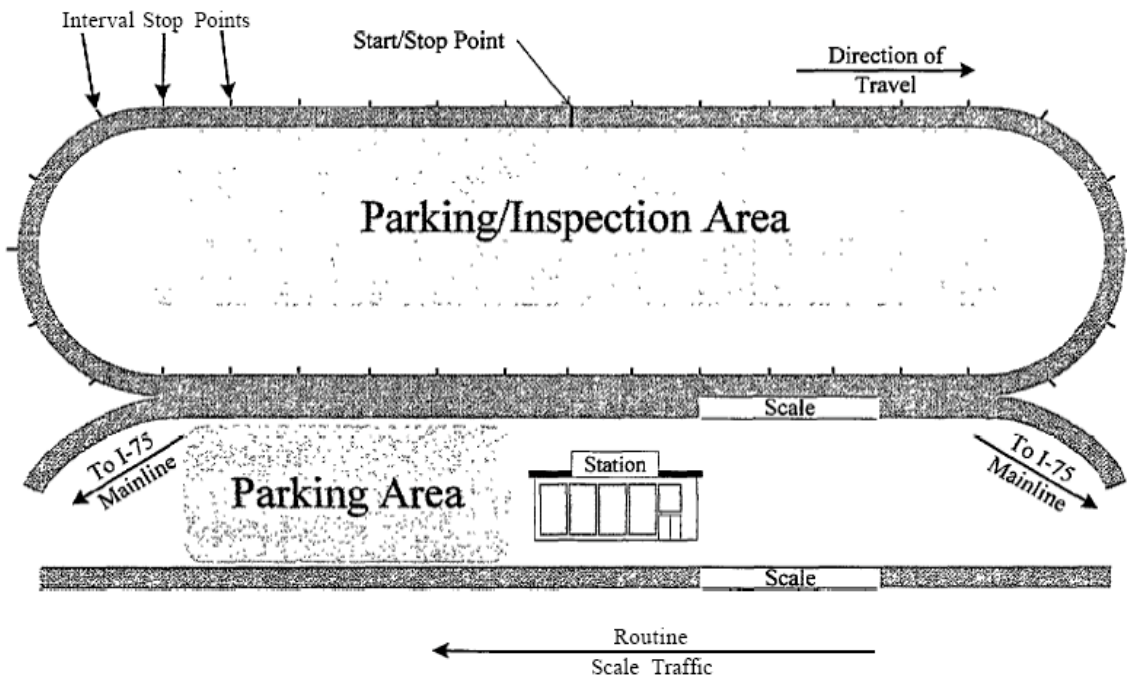 Interval Stop Points
Start/Stop Point
Direction of
Travel
Parking/Inspection Area
Scale
To I-75
Mainline
Parking Area
Station
To I-75
Mainline
Scale
Routine
Scale Traffic